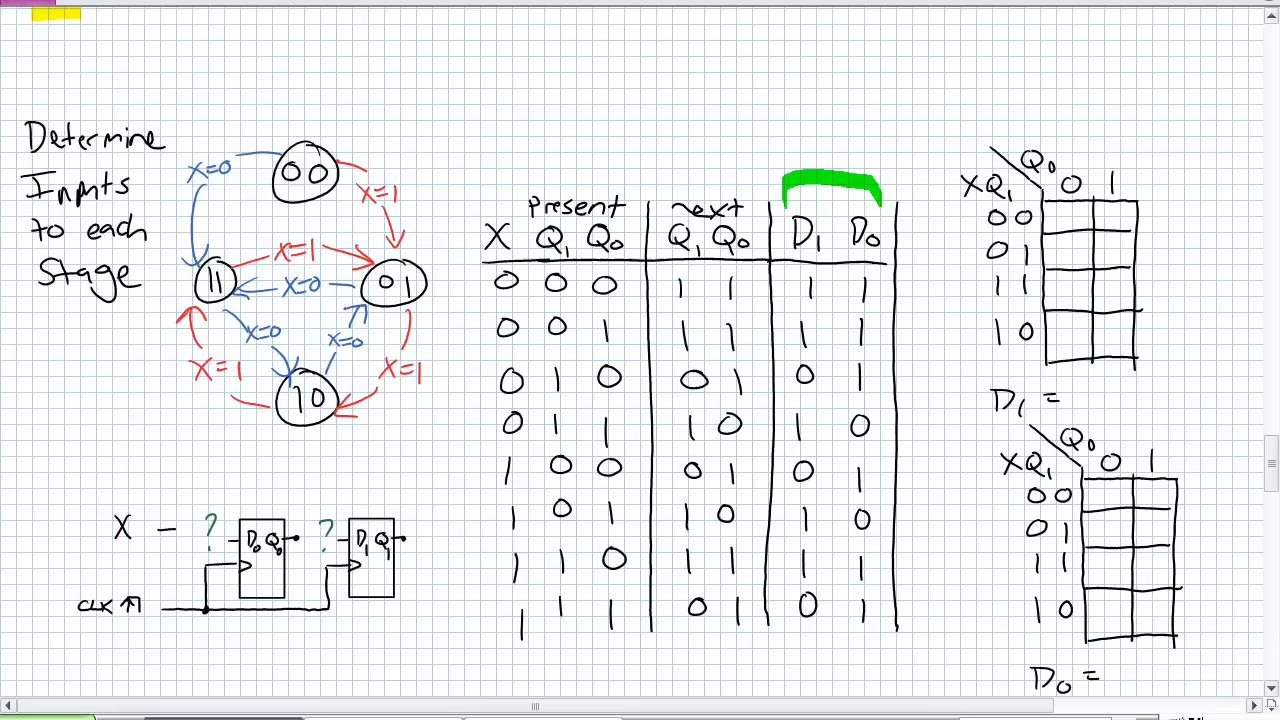 Determine
Inputs
to each
Stage
00
X=0
X=1
11
X=1
X=0
01
X=0
X=0
X=1
X=1
10
X – ? D₀ Q₀ ? D₁ Q₁
CLK ↑
Present next
X Q₁ Q₀ Q₁ Q₀ D₁ D₀
0 0 0 1 1 1 1
0 0 1 1 1 1 1
0 1 0 0 1 0 1
0 1 1 1 0 1 0
1 0 0 0 1 0 1
1 0 1 1 0 1 0
1 1 0 1 1 1 1
1 1 1 0 1 0 1
Q₀
XQ₁ 0 1
00
01
11
10
D₁ =
Q₀
XQ₁ 0 1
00
01
11
10
D₀ =